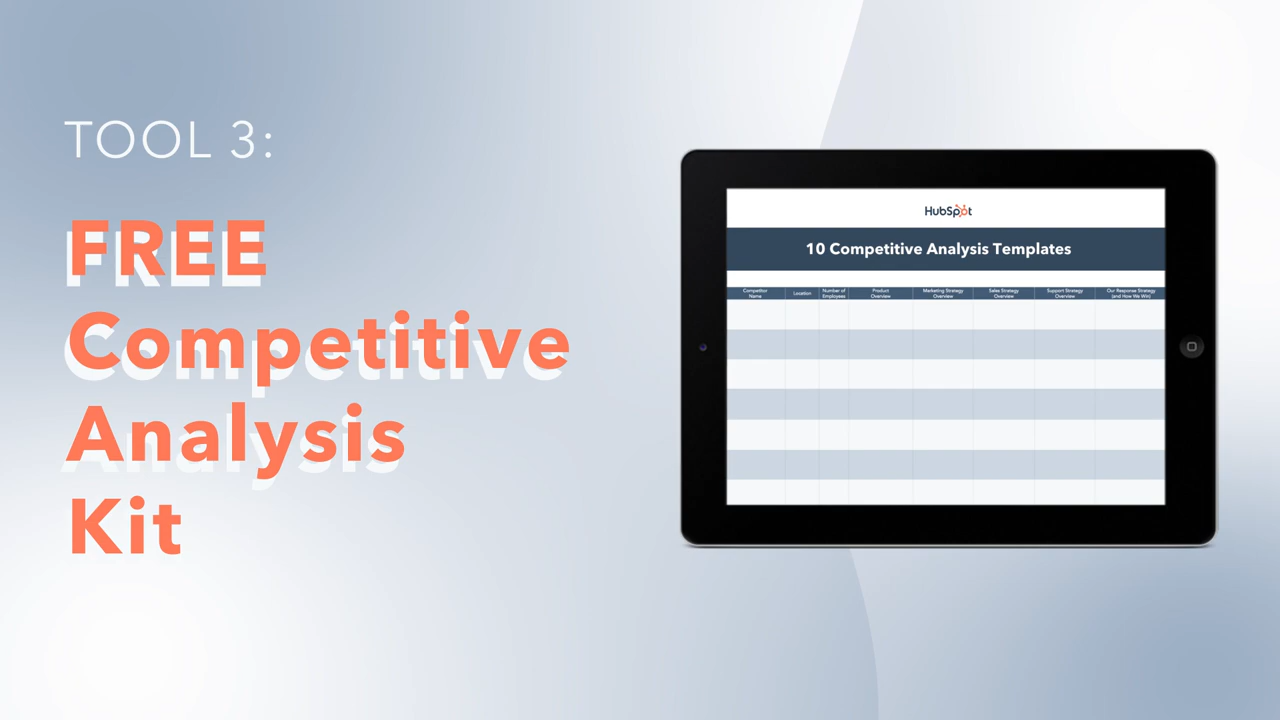 TOOL 3:
FREE
Competitive
Analysis
Kit
HubSpot
10 Competitive Analysis Templates
Competitor Name
Location
Number of Employees
Product Overview
Marketing Strategy Overview
Sales Strategy Overview
Support Strategy Overview
Our Response Strategy (and How We Win)